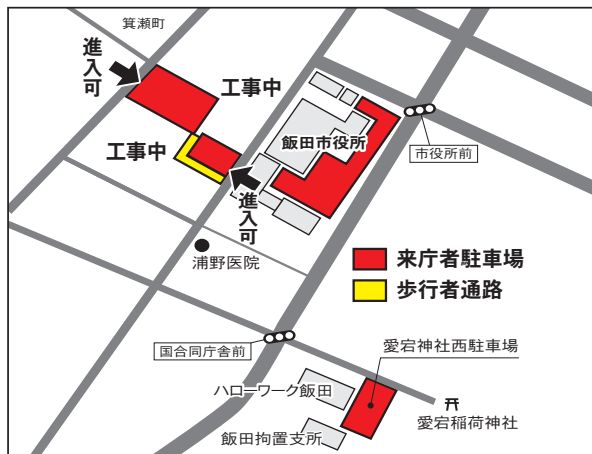 箕瀬町
進入可
工事中
飯田市役所
市役所前
工事中
進入可
浦野医院
来庁者駐車場
歩行者通路
国合同庁舎前
愛宕神社西駐車場
ハローワーク飯田
愛宕稲荷神社
飯田拘置支所